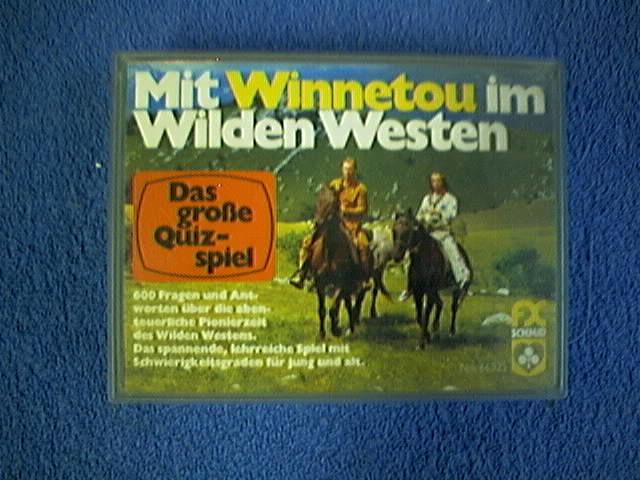 Mit Winnetou im
Wilden Westen
Das
große
Quiz-
spiel
600 Fragen und Ant-
worten über die aben-
teuerliche Pionierzeit
des Wilden Westens.
Das spannende, lehrreiche Spiel mit
Schwierigkeitsgraden für jung und alt.
FX
SCHMID